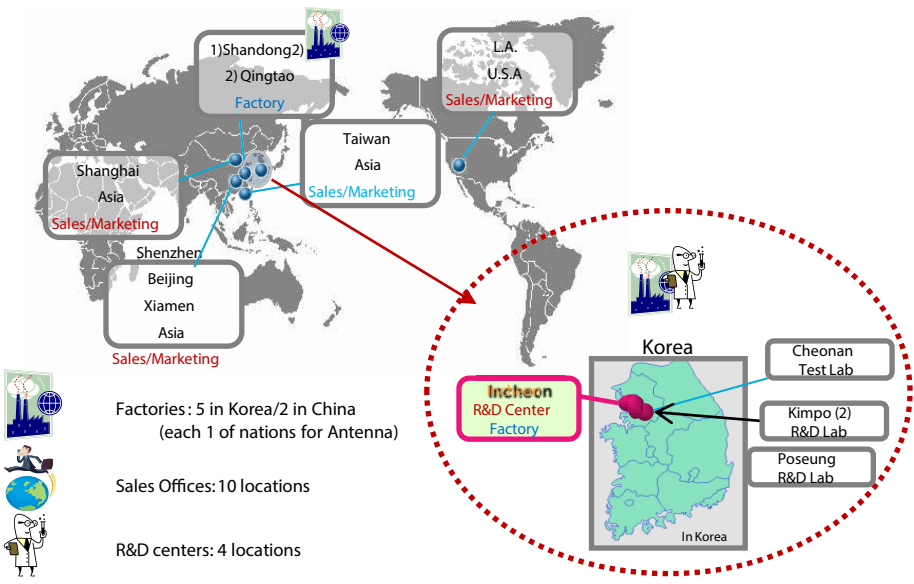 1)Shandong2)
2) Qingtao
Factory
L.A.
U.S.A
Sales/Marketing
Taiwan
Asia
Sales/Marketing
Shanghai
Asia
Sales/Marketing
Shenzhen
Beijing
Xiamen
Asia
Sales/Marketing
Korea
Cheonan
Test Lab
Incheon
R&D Center
Factory
Kimpo (2)
R&D Lab
Poseung
R&D Lab
In Korea
Factories : 5 in Korea/2 in China
(each 1 of nations for Antenna)
Sales Offices: 10 locations
R&D centers: 4 locations